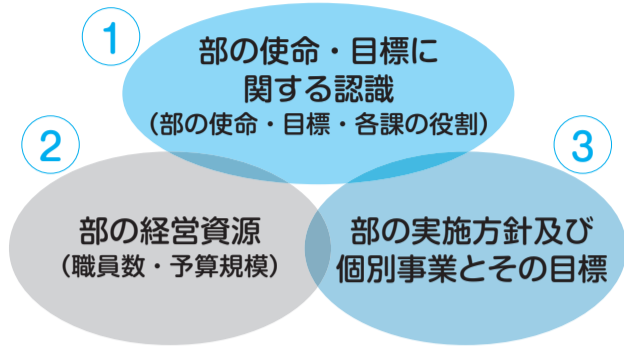 ①
部の使命・目標に
関する認識
（部の使命・目標・各課の役割）
②
部の経営資源
（職員数・予算規模）
③
部の実施方針及び
個別事業とその目標